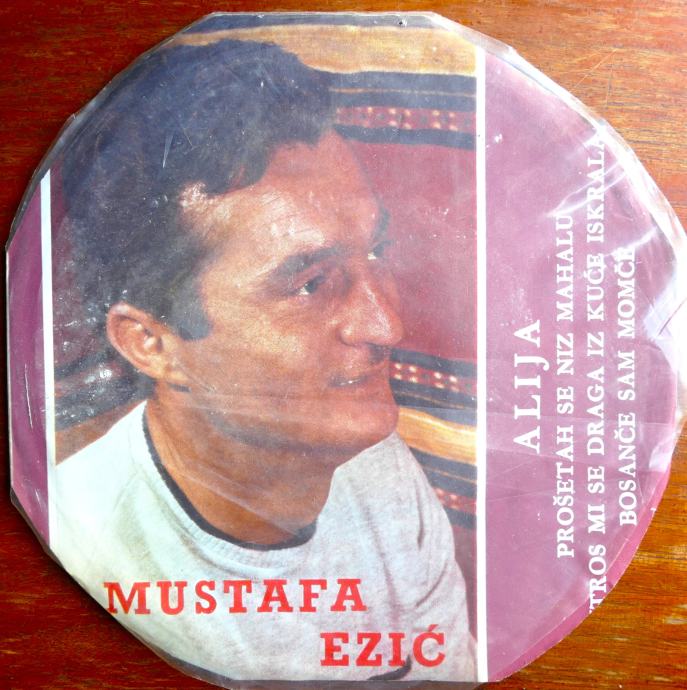 MUSTAFA
EZIĆ
ALIJA
PROŠETAH SE NIZ MAHALU
TROS MI SE DRAGA IZ KUĆE ISKRALA
BOSANČE SAM MOMČE